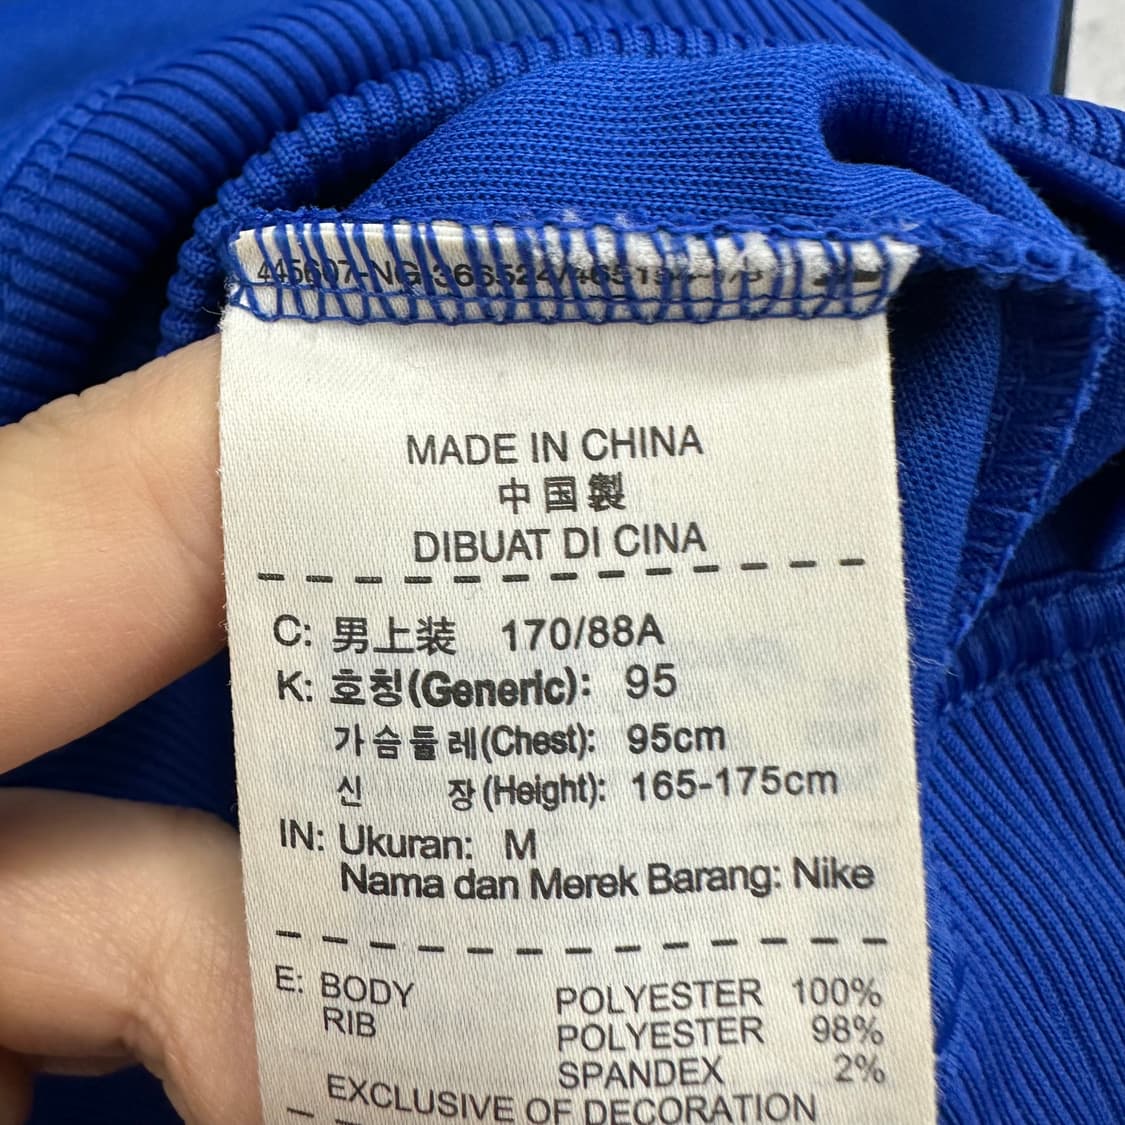 MADE IN CHINA
中国製
DIBUAT DI CINA
C: 男上装 170/88A
K: 호칭(Generic): 95
가슴둘레(Chest): 95cm
신 장(Height): 165-175cm
IN: Ukuran: M
Nama dan Merek Barang: Nike
E: BODY POLYESTER 100%
RIB POLYESTER 98%
SPANDEX 2%
EXCLUSIVE OF DECORATION